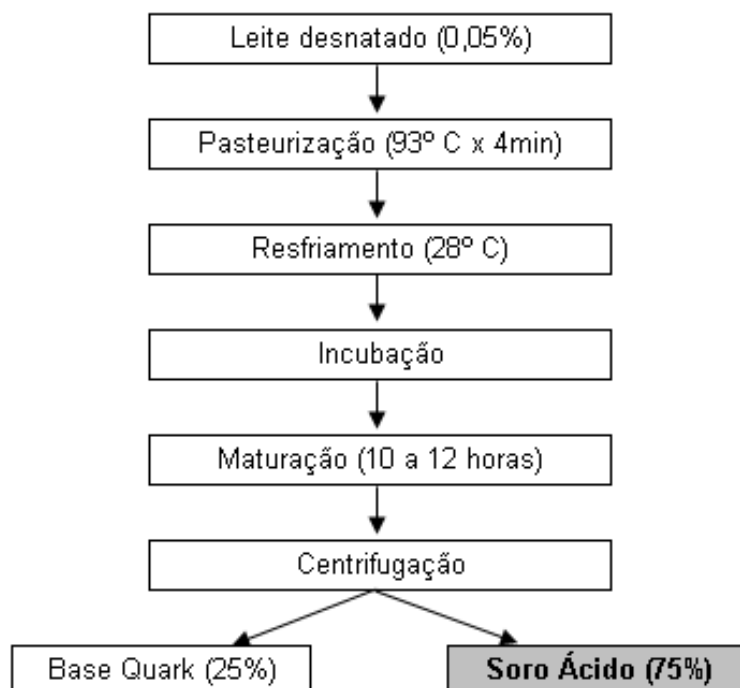 Leite desnatado (0,05%)
Pasteurização (93º C x 4min)
Resfriamento (28º C)
Incubação
Maturação (10 a 12 horas)
Centrifugação
Base Quark (25%)
Soro Ácido (75%)